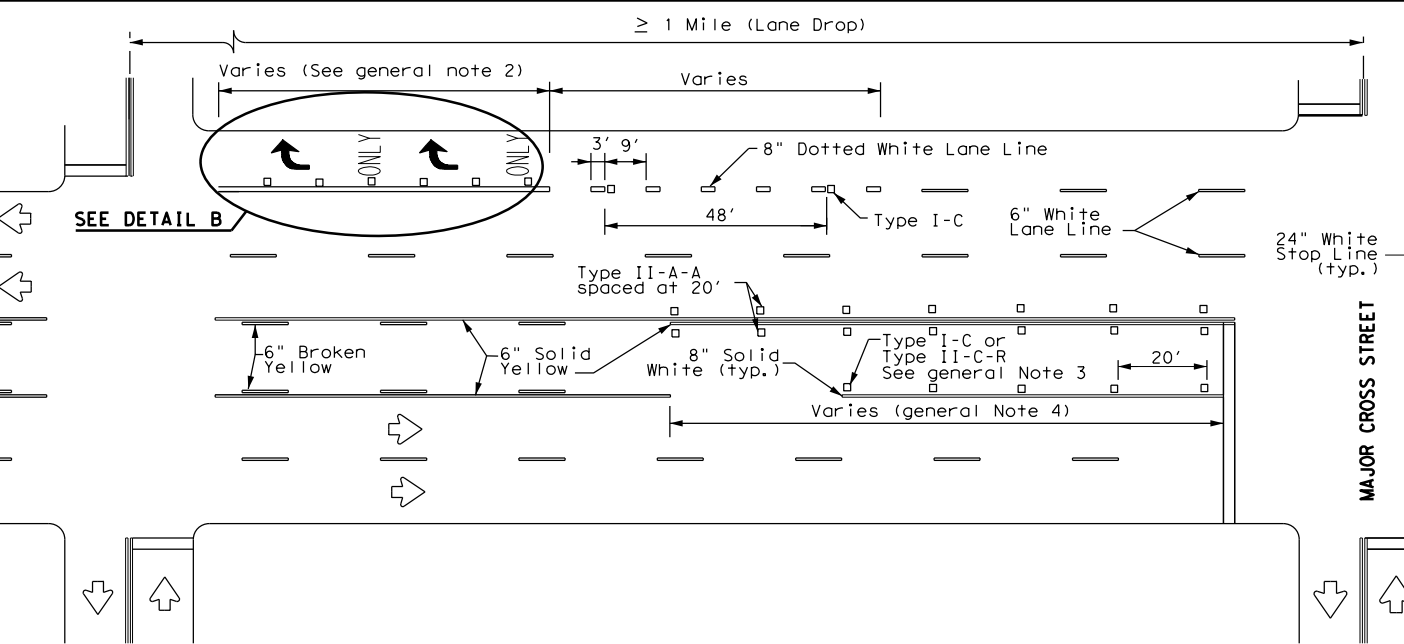 ≥ 1 Mile (Lane Drop)
Varies (See general note 2)
Varies
ONLY
ONLY
3' 9'
8" Dotted White Lane Line
SEE DETAIL B
48'
Type I-C
6" White
Lane Line
24" White
Stop Line
(typ.)
Type II-A-A
spaced at 20'
6" Broken
Yellow
6" Solid
Yellow
8" Solid
White (typ.)
Type I-C or
Type II-C-R
See general Note 3
20'
Varies (general Note 4)
MAJOR CROSS STREET